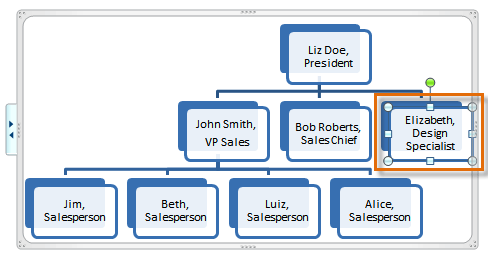 Liz Doe,
President
John Smith,
VP Sales
Bob Roberts,
Sales Chief
Elizabeth,
Design
Specialist
Jim,
Salesperson
Beth,
Salesperson
Luiz,
Salesperson
Alice,
Salesperson